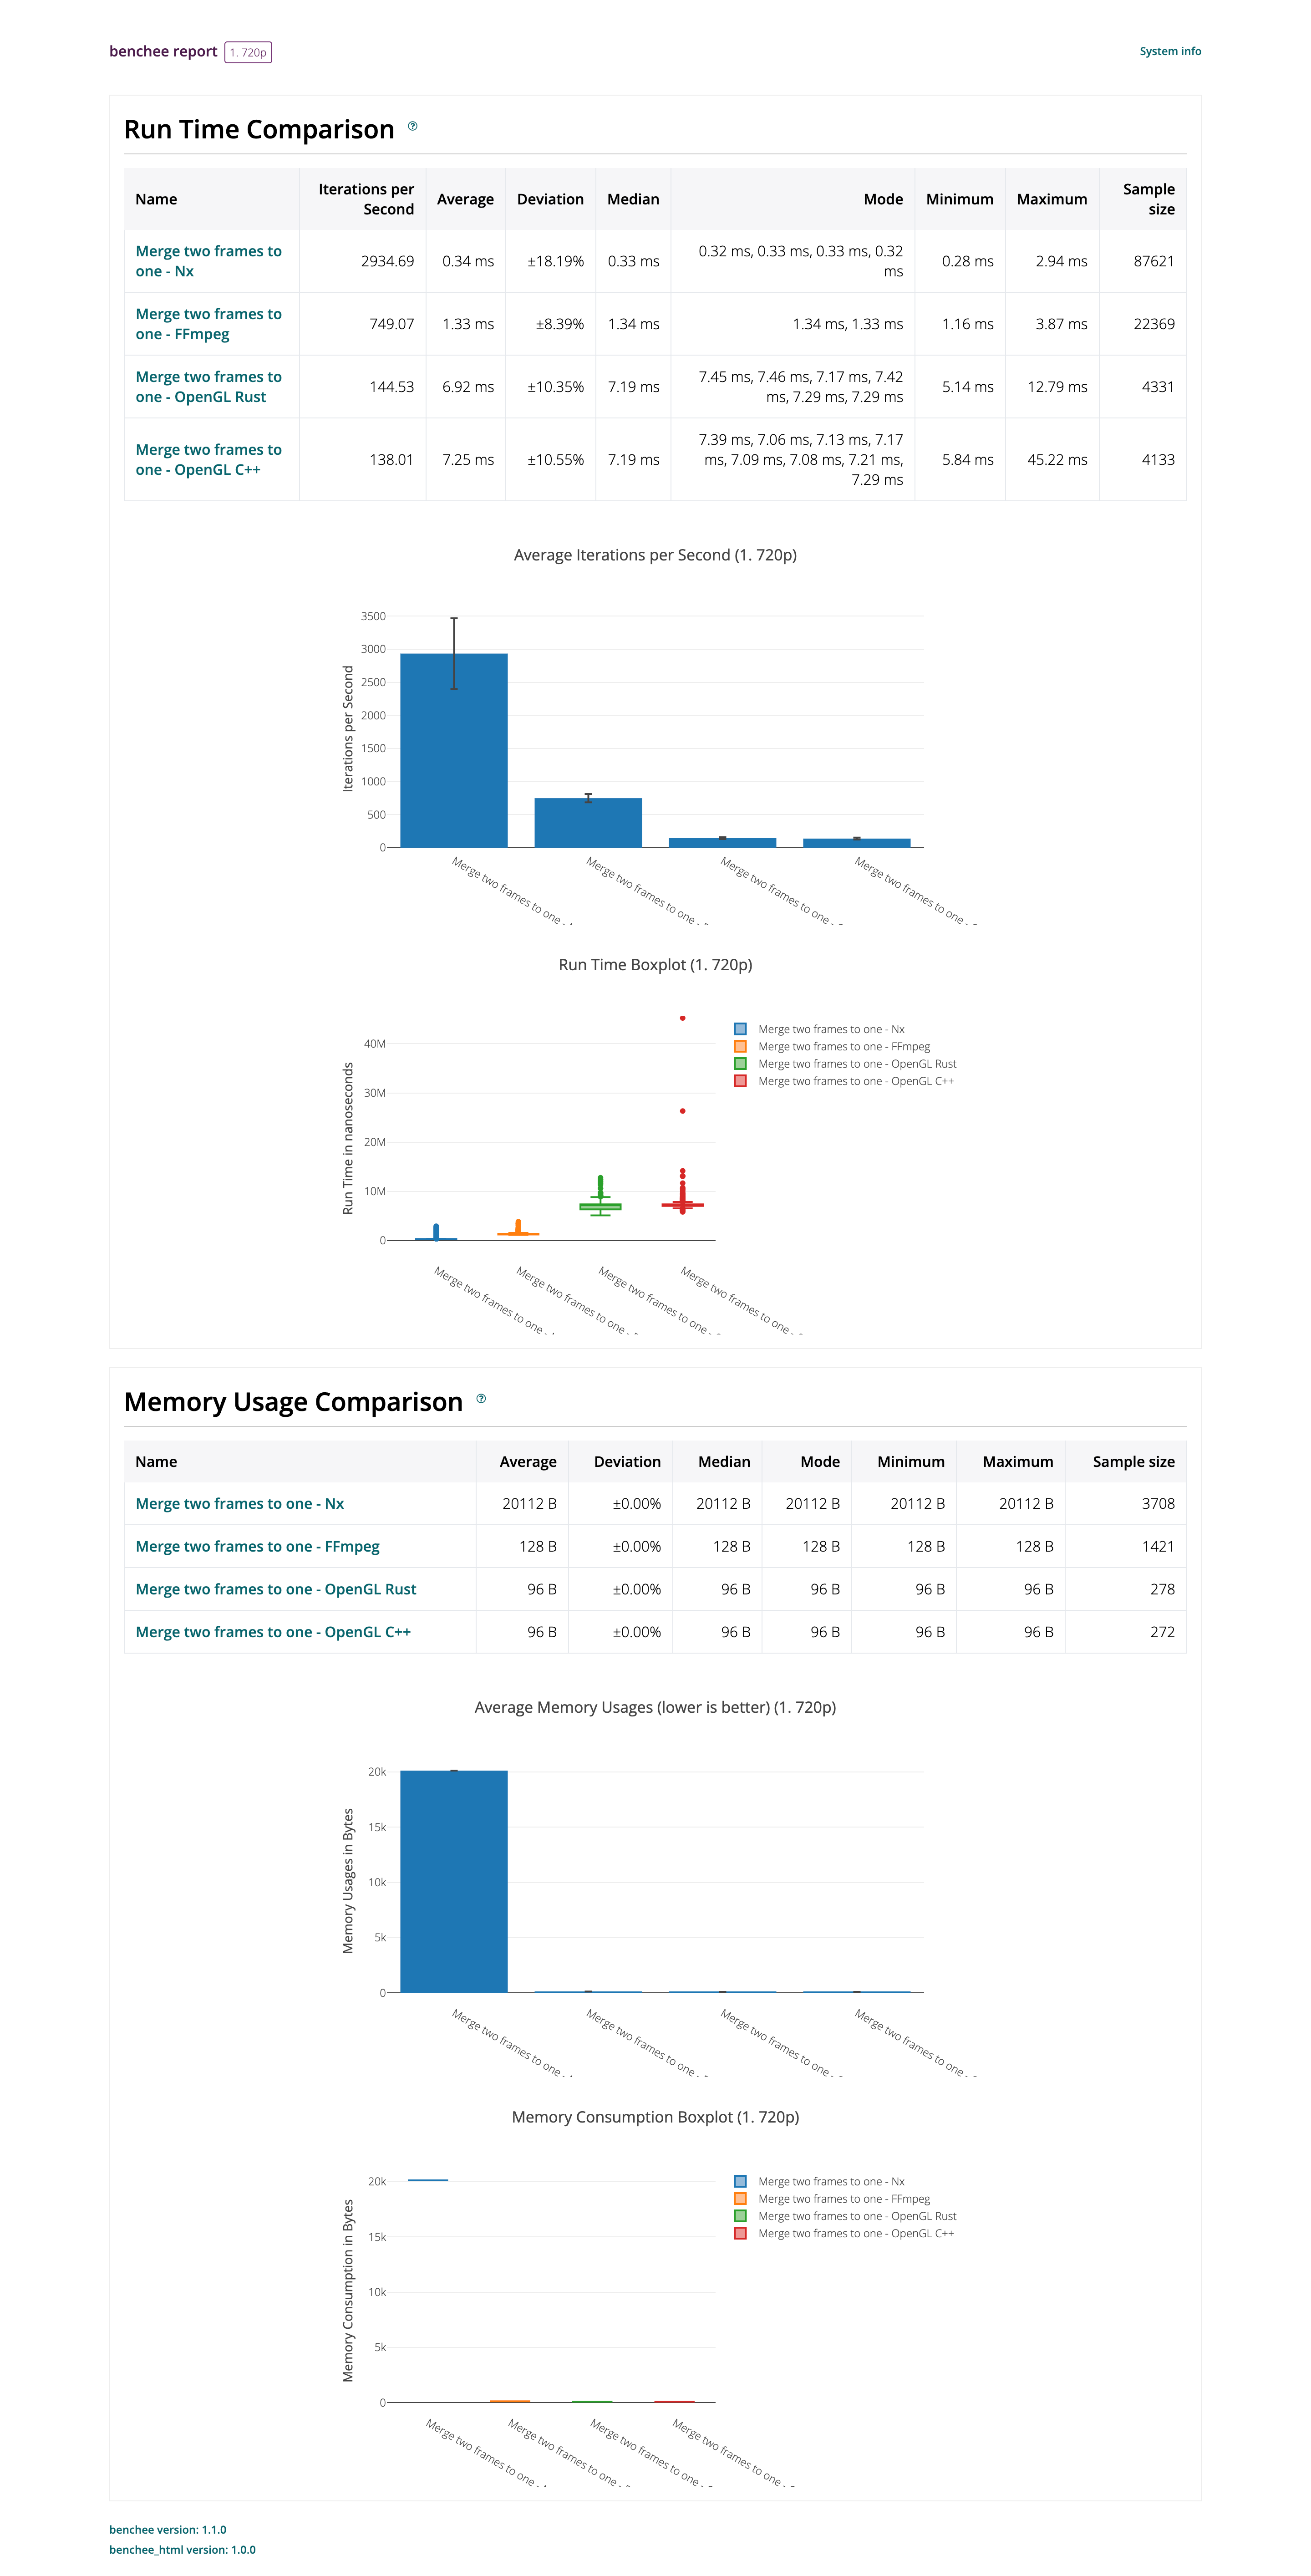 benchee report 1. 720p System info
Run Time Comparison
Name Iterations per Second Average Deviation Median Mode Minimum Maximum Sample size
Merge two frames to one - Nx 2934.69 0.34 ms ±18.19% 0.33 ms 0.32 ms, 0.33 ms, 0.33 ms, 0.32 ms 0.28 ms 2.94 ms 87621
Merge two frames to one - FFmpeg 749.07 1.33 ms ±8.39% 1.34 ms 1.34 ms, 1.33 ms 1.16 ms 3.87 ms 22369
Merge two frames to one - OpenGL Rust 144.53 6.92 ms ±10.35% 7.19 ms 7.45 ms, 7.46 ms, 7.17 ms, 7.42 ms, 7.29 ms, 7.29 ms 5.14 ms 12.79 ms 4331
Merge two frames to one - OpenGL C++ 138.01 7.25 ms ±10.55% 7.19 ms 7.39 ms, 7.06 ms, 7.13 ms, 7.17 ms, 7.09 ms, 7.08 ms, 7.21 ms, 7.29 ms 5.84 ms 45.22 ms 4133
Average Iterations per Second (1. 720p)
Iterations per Second
3500
3000
2500
2000
1500
1000
500
0
Merge two frames to one
Merge two frames to one
Merge two frames to one
Merge two frames to one
Run Time Boxplot (1. 720p)
Run Time in nanoseconds
40M
30M
20M
10M
0
Merge two frames to one - Nx
Merge two frames to one - FFmpeg
Merge two frames to one - OpenGL Rust
Merge two frames to one - OpenGL C++
Merge two frames to one
Merge two frames to one
Merge two frames to one
Merge two frames to one
Memory Usage Comparison
Name Average Deviation Median Mode Minimum Maximum Sample size
Merge two frames to one - Nx 20112 B ±0.00% 20112 B 20112 B 20112 B 20112 B 3708
Merge two frames to one - FFmpeg 128 B ±0.00% 128 B 128 B 128 B 128 B 1421
Merge two frames to one - OpenGL Rust 96 B ±0.00% 96 B 96 B 96 B 96 B 278
Merge two frames to one - OpenGL C++ 96 B ±0.00% 96 B 96 B 96 B 96 B 272
Average Memory Usages (lower is better) (1. 720p)
Memory Usages in Bytes
20k
15k
10k
5k
0
Merge two frames to one
Merge two frames to one
Merge two frames to one
Merge two frames to one
Memory Consumption Boxplot (1. 720p)
Memory Consumption in Bytes
20k
15k
10k
5k
0
Merge two frames to one - Nx
Merge two frames to one - FFmpeg
Merge two frames to one - OpenGL Rust
Merge two frames to one - OpenGL C++
Merge two frames to one
Merge two frames to one
Merge two frames to one
Merge two frames to one
benchee version: 1.1.0
benchee_html version: 1.0.0